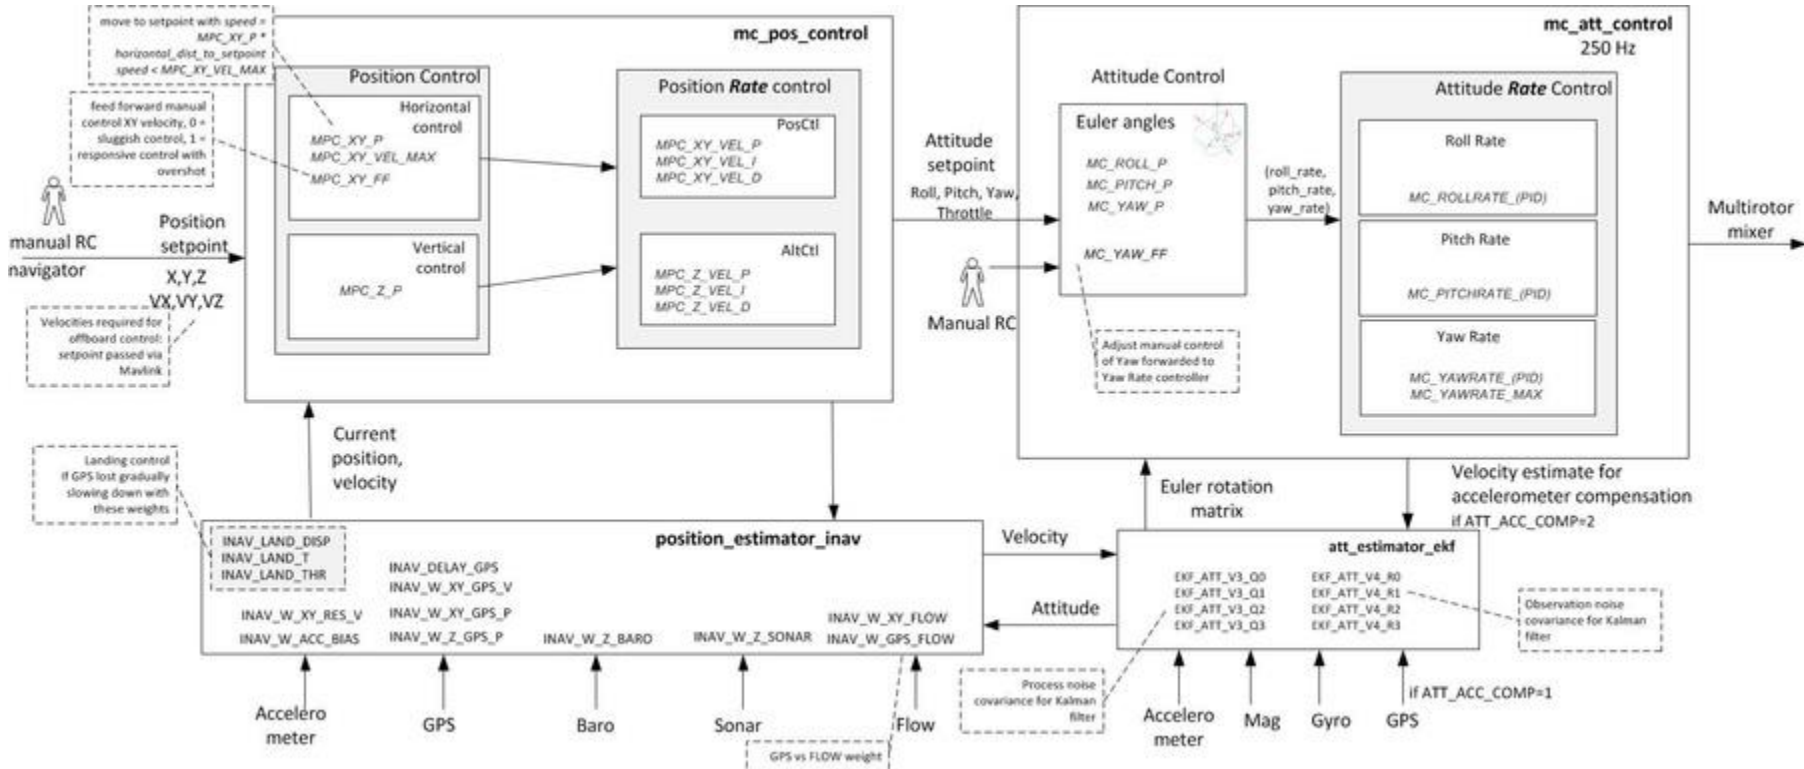 move to setpoint with speed =
MPC_XY_P *
horizontal_dist_to_setpoint
speed < MPC_XY_VEL_MAX
feed forward manual
control XY velocity, 0 =
sluggish control, 1 =
responsive control with
overshot
manual RC
navigator
Position
setpoint
X,Y,Z
VX,VY,VZ
Velocities required for
offboard control:
setpoint passed via
Mavlink
mc_pos_control
Position Control
Horizontal
control
MPC_XY_P
MPC_XY_VEL_MAX
MPC_XY_FF
Vertical
control
MPC_Z_P
Position Rate control
PosCtl
MPC_XY_VEL_P
MPC_XY_VEL_I
MPC_XY_VEL_D
AltCtl
MPC_Z_VEL_P
MPC_Z_VEL_I
MPC_Z_VEL_D
Attitude
setpoint
Roll, Pitch, Yaw,
Throttle
Manual RC
mc_att_control
250 Hz
Attitude Control
Euler angles
MC_ROLL_P
MC_PITCH_P
MC_YAW_P
MC_YAW_FF
Adjust manual control
of Yaw forwarded to
Yaw Rate controller
(roll_rate,
pitch_rate,
yaw_rate)
Attitude Rate Control
Roll Rate
MC_ROLLRATE_(PID)
Pitch Rate
MC_PITCHRATE_(PID)
Yaw Rate
MC_YAWRATE_(PID)
MC_YAWRATE_MAX
Multirotor
mixer
Landing control
if GPS lost gradually
slowing down with
these weights
Current
position,
velocity
Euler rotation
matrix
Velocity estimate for
accelerometer compensation
if ATT_ACC_COMP=2
position_estimator_inav
INAV_LAND_DISP
INAV_LAND_T
INAV_LAND_THR
INAV_W_XY_RES_V
INAV_W_ACC_BIAS
INAV_DELAY_GPS
INAV_W_XY_GPS_V
INAV_W_XY_GPS_P
INAV_W_Z_GPS_P
INAV_W_Z_BARO
INAV_W_Z_SONAR
INAV_W_XY_FLOW
INAV_W_GPS_FLOW
Velocity
Attitude
att_estimator_ekf
EKF_ATT_V3_Q0
EKF_ATT_V3_Q1
EKF_ATT_V3_Q2
EKF_ATT_V3_Q3
EKF_ATT_V4_R0
EKF_ATT_V4_R1
EKF_ATT_V4_R2
EKF_ATT_V4_R3
Observation noise
covariance for Kalman
filter
Process noise
covariance for Kalman
filter
Accelero
meter
GPS
Baro
Sonar
Flow
GPS vs FLOW weight
Accelero
meter
Mag
Gyro
GPS
if ATT_ACC_COMP=1